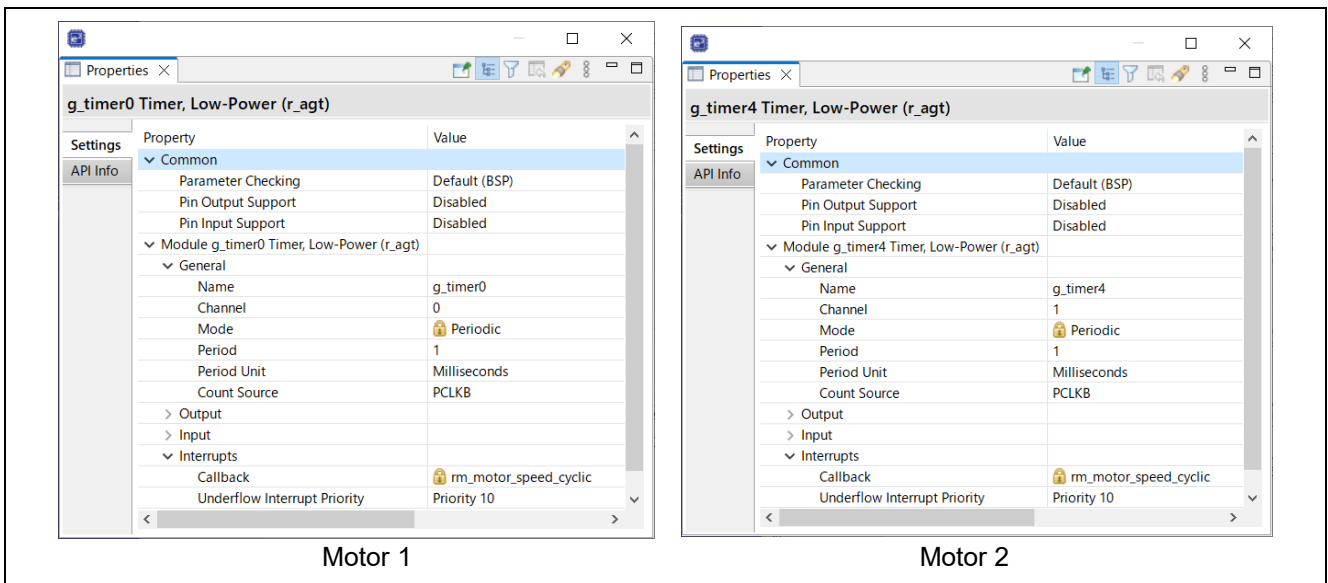 Properties
g_timer0 Timer, Low-Power (r_agt)
Settings
API Info
Property Value
Common
Parameter Checking Default (BSP)
Pin Output Support Disabled
Pin Input Support Disabled
Module g_timer0 Timer, Low-Power (r_agt)
General
Name g_timer0
Channel 0
Mode Periodic
Period 1
Period Unit Milliseconds
Count Source PCLKB
Output
Input
Interrupts
Callback rm_motor_speed_cyclic
Underflow Interrupt Priority Priority 10
Motor 1
Properties
g_timer4 Timer, Low-Power (r_agt)
Settings
API Info
Property Value
Common
Parameter Checking Default (BSP)
Pin Output Support Disabled
Pin Input Support Disabled
Module g_timer4 Timer, Low-Power (r_agt)
General
Name g_timer4
Channel 1
Mode Periodic
Period 1
Period Unit Milliseconds
Count Source PCLKB
Output
Input
Interrupts
Callback rm_motor_speed_cyclic
Underflow Interrupt Priority Priority 10
Motor 2